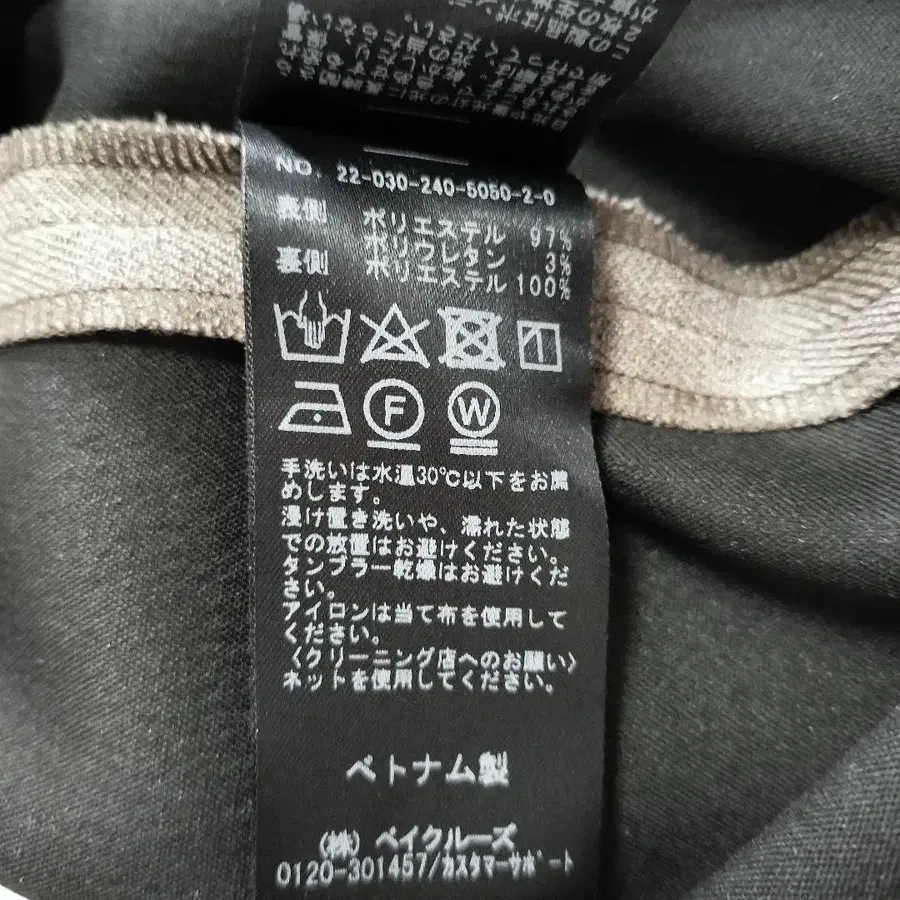 NO. 22-030-240-5050-2-0
表側 ポリエステル 97%
ポリウレタン 3%
裏側 ポリエステル 100%
F W
手洗いは水温30℃以下をお薦
めします。
浸け置き洗いや、濡れた状態
での放置はお避けください。
タンブラー乾燥はお避けくだ
さい。
アイロンは当て布を使用して
ください。
〈クリーニング店へのお願い〉
ネットを使用してください。
ベトナム製
(株) ベイクルーズ
0120-301457/カスタマーサポート